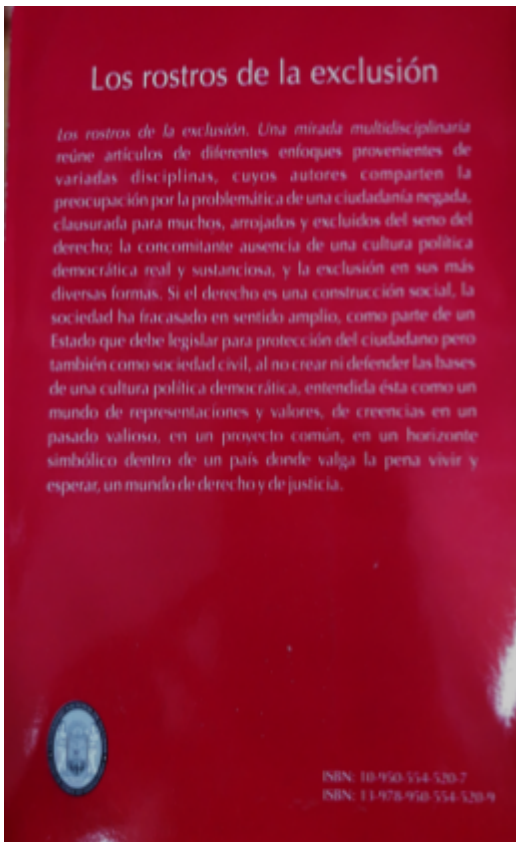 Los rostros de la exclusión
Los rostros de la exclusión. Una mirada multidisciplinaria
reúne artículos de diferentes enfoques provenientes de
variadas disciplinas, cuyos autores comparten la
preocupación por la problemática de una ciudadanía negada,
clausurada para muchos, arrojados y excluidos del seno del
derecho; la concomitante ausencia de una cultura política
democrática real y sustanciosa, y la exclusión en sus más
diversas formas. Si el derecho es una construcción social, la
sociedad ha fracasado en sentido amplio, como parte de un
Estado que debe legislar para protección del ciudadano pero
también como sociedad civil, al no crear ni defender las bases
de una cultura política democrática, entendida ésta como un
mundo de representaciones y valores, de creencias en un
pasado valioso, en un proyecto común, en un horizonte
simbólico dentro de un país donde valga la pena vivir y
esperar, un mundo de derecho y de justicia.
ISBN: 10-950-554-520-7
ISBN: 13-978-950-554-520-9